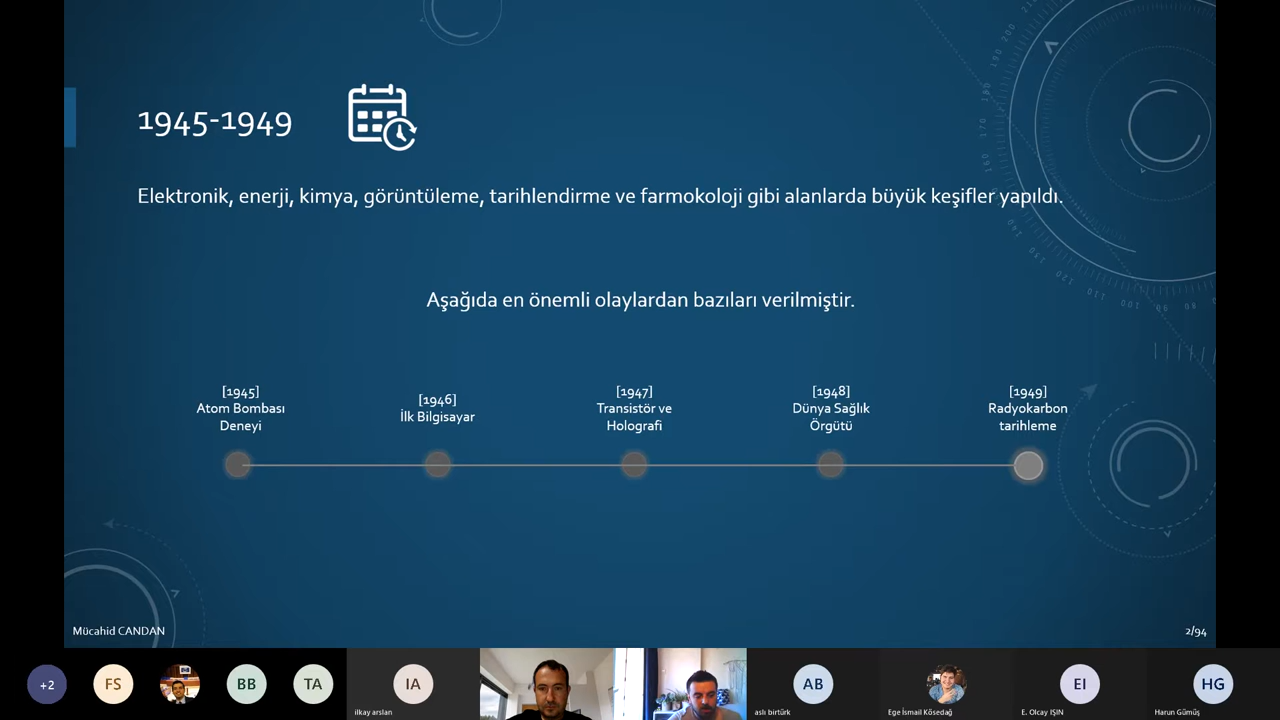 1945-1949
Elektronik, enerji, kimya, görüntüleme, tarihlendirme ve farmokoloji gibi alanlarda büyük keşifler yapıldı.
Aşağıda en önemli olaylardan bazıları verilmiştir.
[1945]
Atom Bombası
Deneyi
[1946]
İlk Bilgisayar
[1947]
Transistör ve
Holografi
[1948]
Dünya Sağlık
Örgütü
[1949]
Radyokarbon
tarihleme
Mücahid CANDAN
2/94
+2
FS
BB
TA
IA
ilkay arslan
AB
aslı birtürk
Ege İsmail Kösedağ
EI
E. Olcay IŞIN
HG
Harun Gümüş